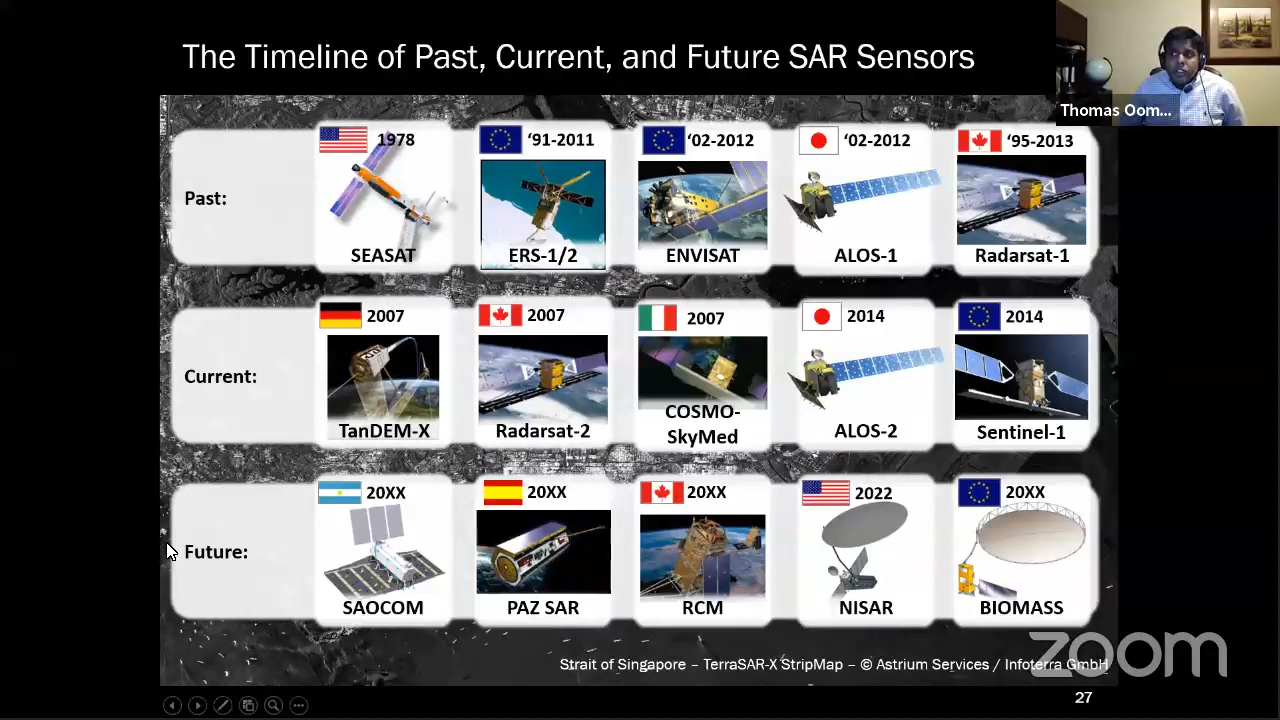 The Timeline of Past, Current, and Future SAR Sensors
Thomas Oom...
Past:
1978
SEASAT
‘91-2011
ERS-1/2
‘02-2012
ENVISAT
‘02-2012
ALOS-1
‘95-2013
Radarsat-1
Current:
2007
TanDEM-X
2007
Radarsat-2
2007
COSMO-
SkyMed
2014
ALOS-2
2014
Sentinel-1
Future:
20XX
SAOCOM
20XX
PAZ SAR
20XX
RCM
2022
NISAR
20XX
BIOMASS
Strait of Singapore – TerraSAR-X StripMap – © Astrium Services / Infoterra GmbH
zoom
27